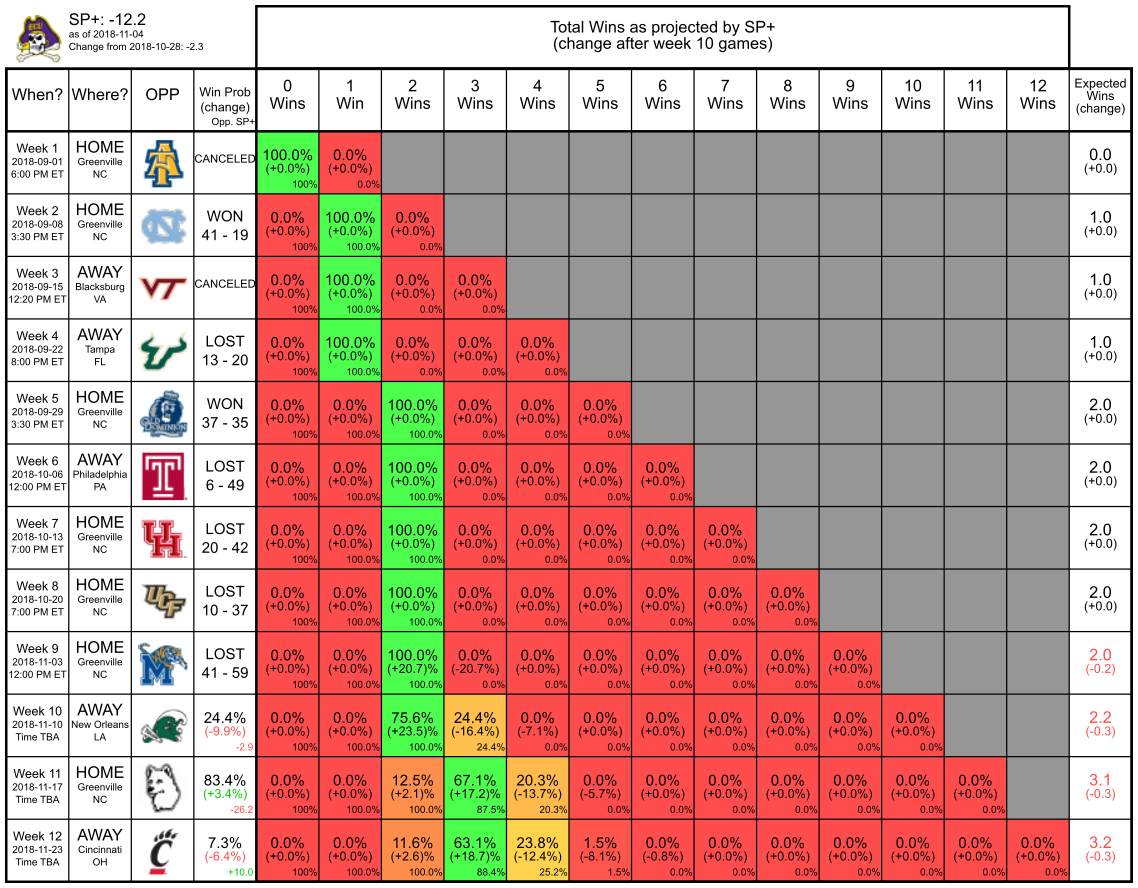 SP+: -12.2
as of 2018-11-04
Change from 2018-10-28: -2.3
Total Wins as projected by SP+
(change after week 10 games)
When? Where? OPP Win Prob (change) Opp. SP+ 0 Wins 1 Win 2 Wins 3 Wins 4 Wins 5 Wins 6 Wins 7 Wins 8 Wins 9 Wins 10 Wins 11 Wins 12 Wins Expected Wins (change)
Week 1 HOME CANCELED 100.0% 0.0% 0.0
2018-09-01 Greenville (+0.0%) (+0.0%) (+0.0)
6:00 PM ET NC 100% 0.0%
Week 2 HOME WON 0.0% 100.0% 0.0% 1.0
2018-09-08 Greenville 41 - 19 (+0.0%) (+0.0%) (+0.0%) (+0.0)
3:30 PM ET NC 100% 100.0% 0.0%
Week 3 AWAY VT CANCELED 0.0% 100.0% 0.0% 0.0% 1.0
2018-09-15 Blacksburg (+0.0%) (+0.0%) (+0.0%) (+0.0%) (+0.0)
12:20 PM ET VA 100% 100.0% 0.0% 0.0%
Week 4 AWAY LOST 0.0% 100.0% 0.0% 0.0% 0.0% 1.0
2018-09-22 Tampa 13 - 20 (+0.0%) (+0.0%) (+0.0%) (+0.0%) (+0.0%) (+0.0)
8:00 PM ET FL 100% 100.0% 0.0% 0.0% 0.0%
Week 5 HOME WON 0.0% 0.0% 100.0% 0.0% 0.0% 0.0% 2.0
2018-09-29 Greenville 37 - 35 (+0.0%) (+0.0%) (+0.0%) (+0.0%) (+0.0%) (+0.0%) (+0.0)
3:30 PM ET NC OLD DOMINION 100% 100.0% 100.0% 0.0% 0.0% 0.0%
Week 6 AWAY T LOST 0.0% 0.0% 100.0% 0.0% 0.0% 0.0% 0.0% 2.0
2018-10-06 Philadelphia 6 - 49 (+0.0%) (+0.0%) (+0.0%) (+0.0%) (+0.0%) (+0.0%) (+0.0%) (+0.0)
12:00 PM ET PA 100% 100.0% 100.0% 0.0% 0.0% 0.0% 0.0%
Week 7 HOME UH LOST 0.0% 0.0% 100.0% 0.0% 0.0% 0.0% 0.0% 0.0% 2.0
2018-10-13 Greenville 20 - 42 (+0.0%) (+0.0%) (+0.0%) (+0.0%) (+0.0%) (+0.0%) (+0.0%) (+0.0%) (+0.0)
7:00 PM ET NC 100% 100.0% 100.0% 0.0% 0.0% 0.0% 0.0% 0.0%
Week 8 HOME UCF LOST 0.0% 0.0% 100.0% 0.0% 0.0% 0.0% 0.0% 0.0% 0.0% 2.0
2018-10-20 Greenville 10 - 37 (+0.0%) (+0.0%) (+0.0%) (+0.0%) (+0.0%) (+0.0%) (+0.0%) (+0.0%) (+0.0%) (+0.0)
7:00 PM ET NC 100% 100.0% 100.0% 0.0% 0.0% 0.0% 0.0% 0.0% 0.0%
Week 9 HOME M LOST 0.0% 0.0% 100.0% 0.0% 0.0% 0.0% 0.0% 0.0% 0.0% 0.0% 2.0
2018-11-03 Greenville 41 - 59 (+0.0%) (+0.0%) (+20.7)% (-20.7%) (+0.0%) (+0.0%) (+0.0%) (+0.0%) (+0.0%) (+0.0%) (-0.2)
12:00 PM ET NC 100% 100.0% 100.0% 0.0% 0.0% 0.0% 0.0% 0.0% 0.0% 0.0%
Week 10 AWAY 24.4% 0.0% 0.0% 75.6% 24.4% 0.0% 0.0% 0.0% 0.0% 0.0% 0.0% 0.0% 2.2
2018-11-10 New Orleans (-9.9%) (+0.0%) (+0.0%) (+23.5)% (-16.4%) (-7.1%) (+0.0%) (+0.0%) (+0.0%) (+0.0%) (+0.0%) (+0.0%) (-0.3)
Time TBA LA -2.9 100% 100.0% 100.0% 24.4% 0.0% 0.0% 0.0% 0.0% 0.0% 0.0% 0.0%
Week 11 HOME 83.4% 0.0% 0.0% 12.5% 67.1% 20.3% 0.0% 0.0% 0.0% 0.0% 0.0% 0.0% 0.0% 3.1
2018-11-17 Greenville (+3.4%) (+0.0%) (+0.0%) (+2.1)% (+17.2)% (-13.7%) (-5.7%) (+0.0%) (+0.0%) (+0.0%) (+0.0%) (+0.0%) (+0.0%) (-0.3)
Time TBA NC -26.2 100% 100.0% 100.0% 87.5% 20.3% 0.0% 0.0% 0.0% 0.0% 0.0% 0.0% 0.0%
Week 12 AWAY C 7.3% 0.0% 0.0% 11.6% 63.1% 23.8% 1.5% 0.0% 0.0% 0.0% 0.0% 0.0% 0.0% 0.0% 3.2
2018-11-23 Cincinnati (-6.4%) (+0.0%) (+0.0%) (+2.6)% (+18.7)% (-12.4%) (-8.1%) (-0.8%) (+0.0%) (+0.0%) (+0.0%) (+0.0%) (+0.0%) (+0.0%) (-0.3)
Time TBA OH +10.0 100% 100.0% 100.0% 88.4% 25.2% 1.5% 0.0% 0.0% 0.0% 0.0% 0.0% 0.0% 0.0%